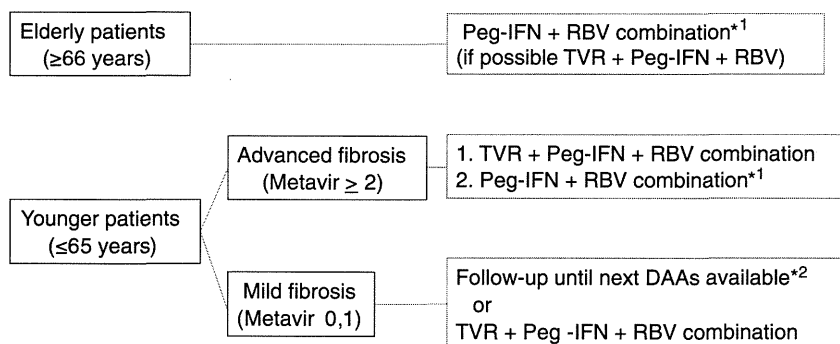 Elderly patients
(≥66 years)
Peg-IFN + RBV combination*1
(if possible TVR + Peg-IFN + RBV)
Younger patients
(≤65 years)
Advanced fibrosis
(Metavir ≥ 2)
1. TVR + Peg-IFN + RBV combination
2. Peg-IFN + RBV combination*1
Mild fibrosis
(Metavir 0,1)
Follow-up until next DAAs available*2
or
TVR + Peg -IFN + RBV combination